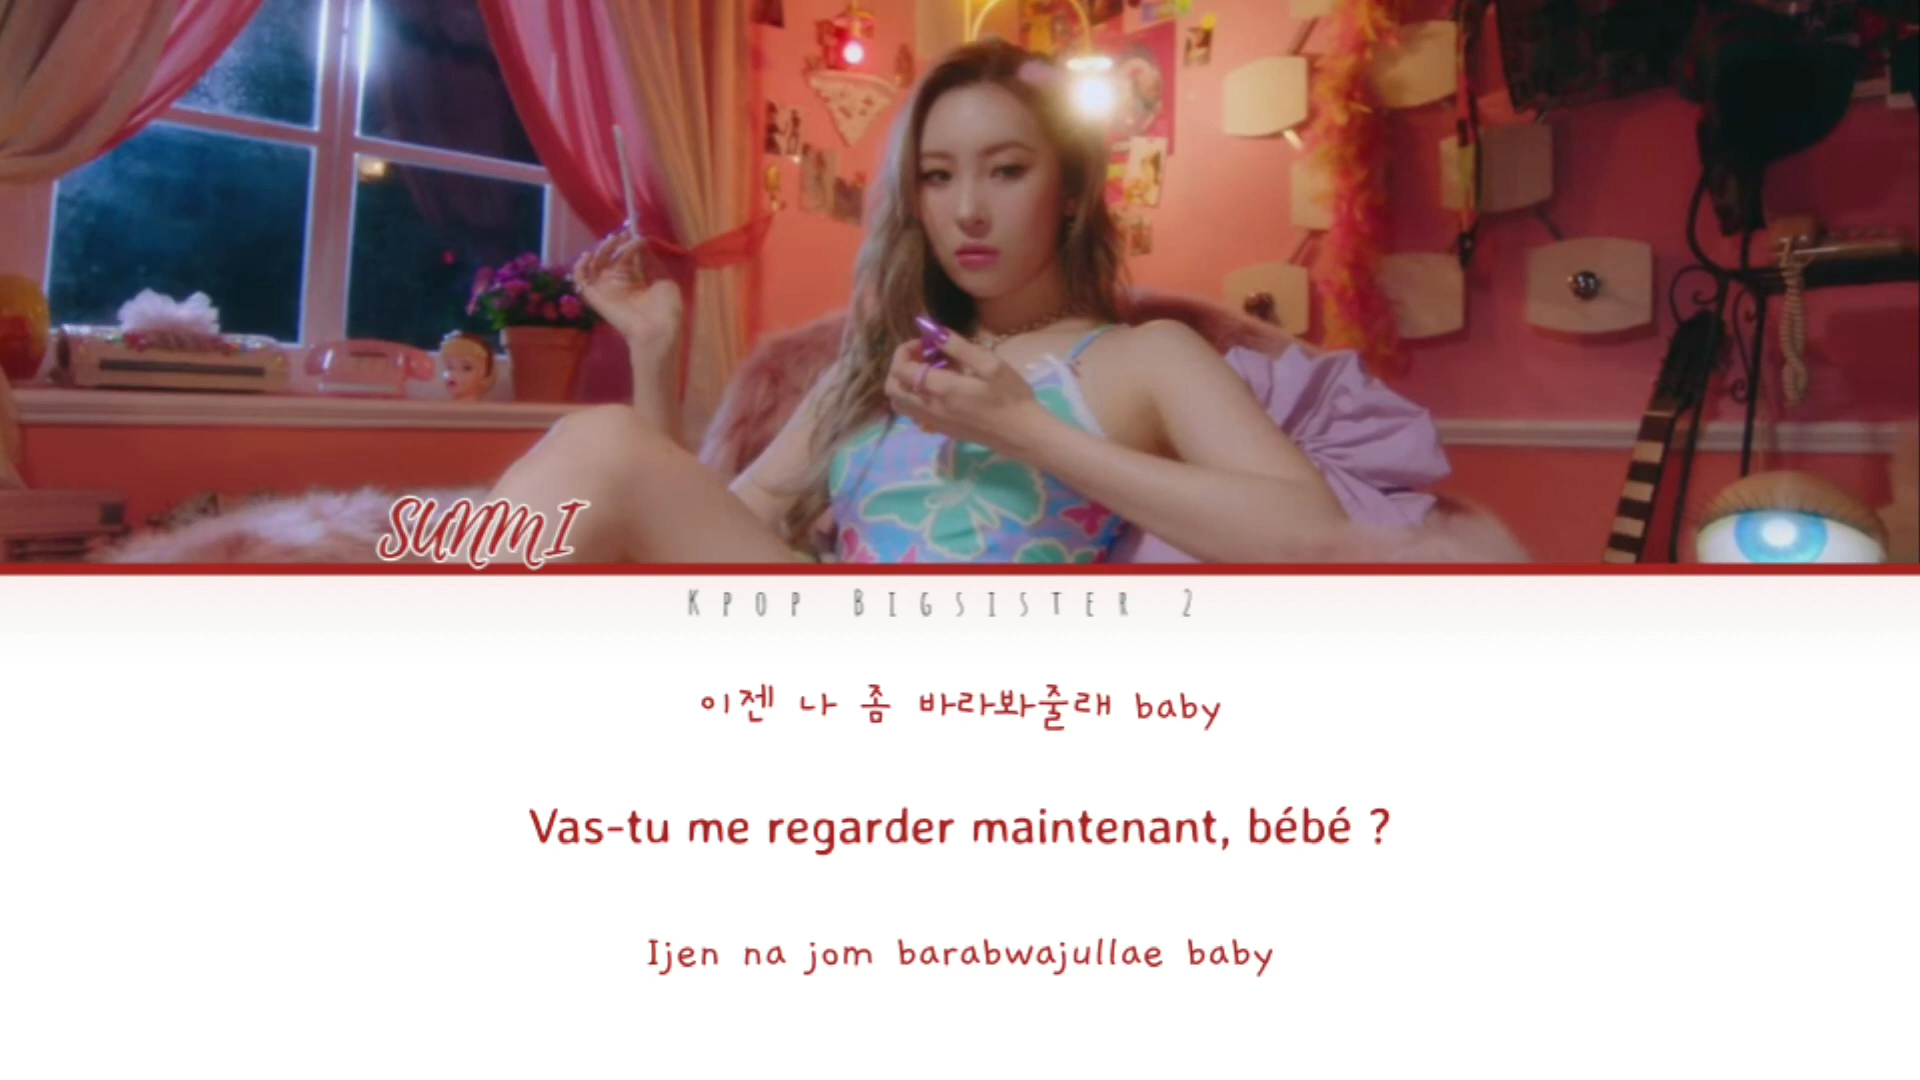 SUNMI
Kpop Bigsister 2
이젠 나 좀 바라봐줄래 baby
Vas-tu me regarder maintenant, bébé ?
Ijen na jom barabwajullae baby